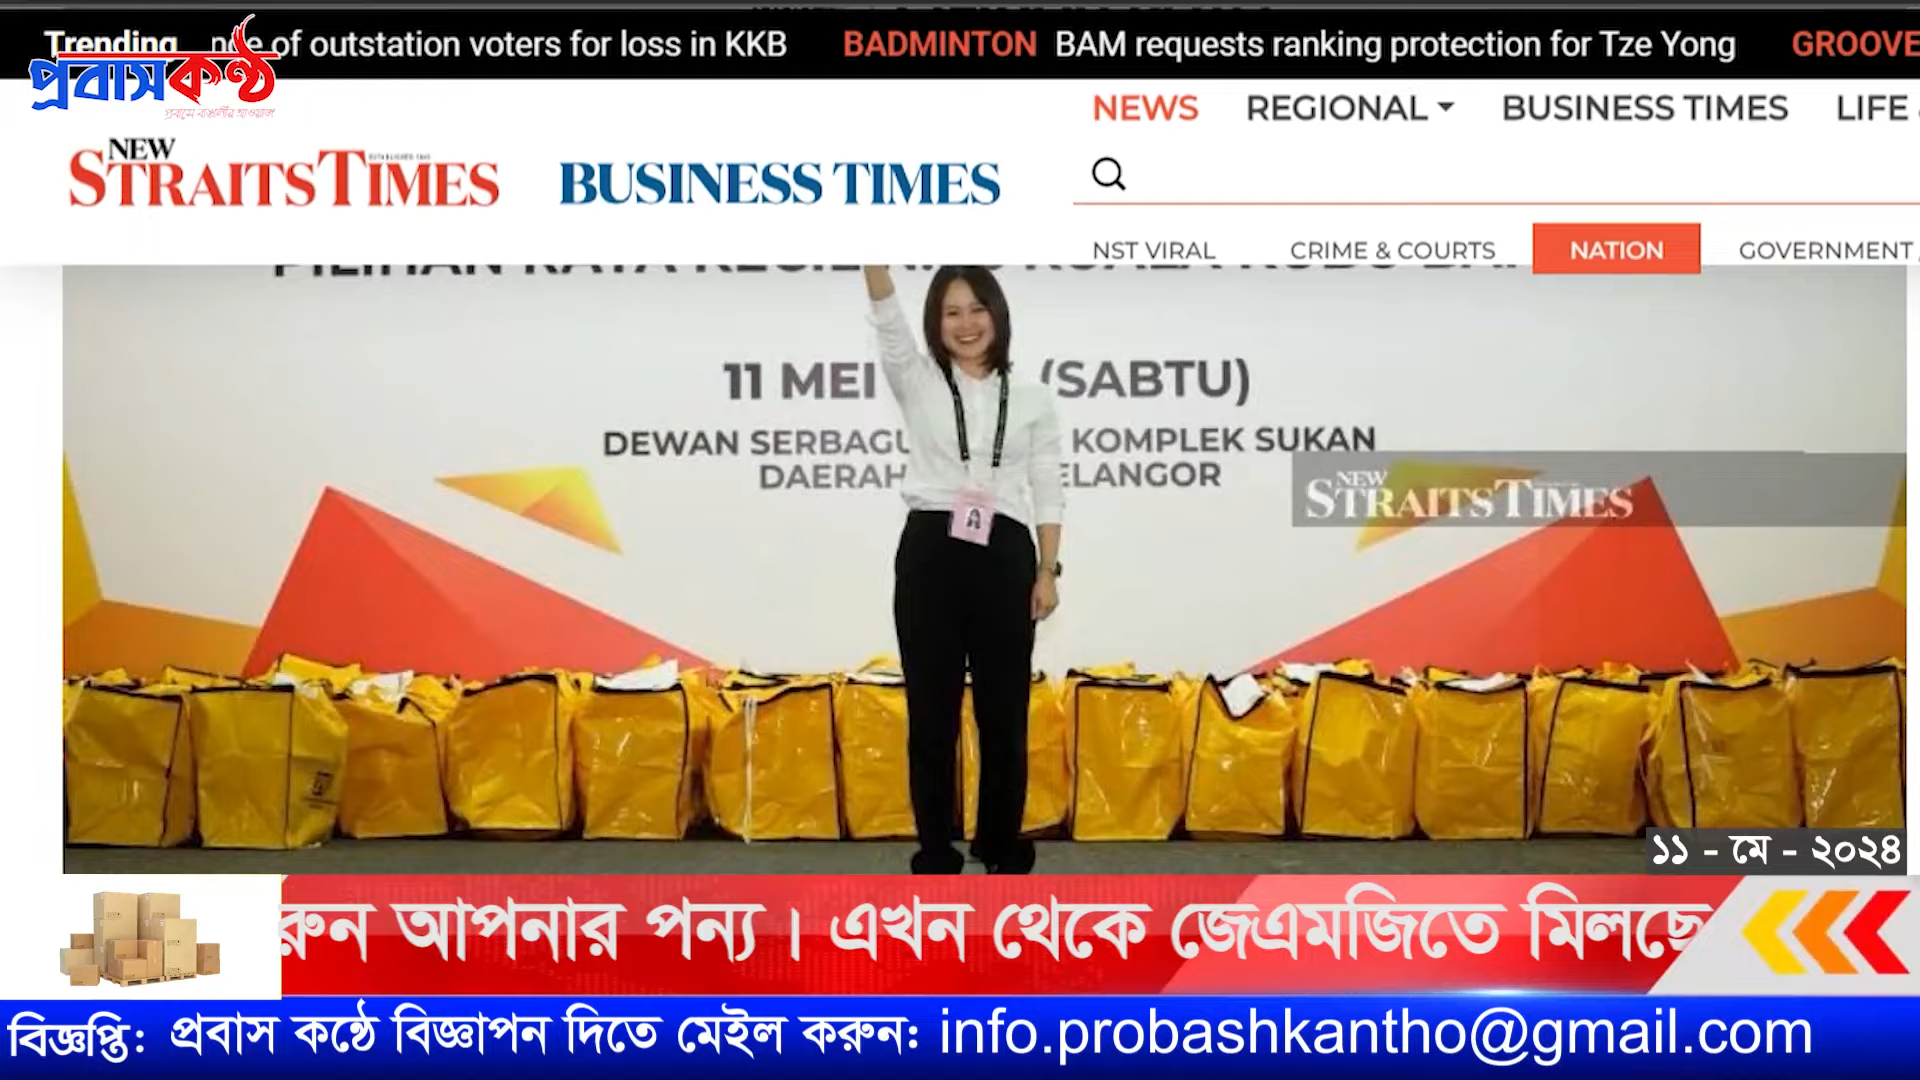 Trending nce of outstation voters for loss in KKB BADMINTON BAM requests ranking protection for Tze Yong GROOVE
প্রবাসকণ্ঠ
NEWS REGIONAL BUSINESS TIMES LIFE &
NEW STRAITS TIMES BUSINESS TIMES
NST VIRAL CRIME & COURTS NATION GOVERNMENT
11 MEI (SABTU)
DEWAN SERBAGU KOMPLEK SUKAN
DAERAH ELANGOR
NEW STRAITS TIMES
১১ - মে - ২০২৪
রুন আপনার পন্য । এখন থেকে জেএমজিতে মিলছে
বিজ্ঞপ্তি: প্রবাস কন্ঠে বিজ্ঞাপন দিতে মেইল করুন: info.probashkantho@gmail.com